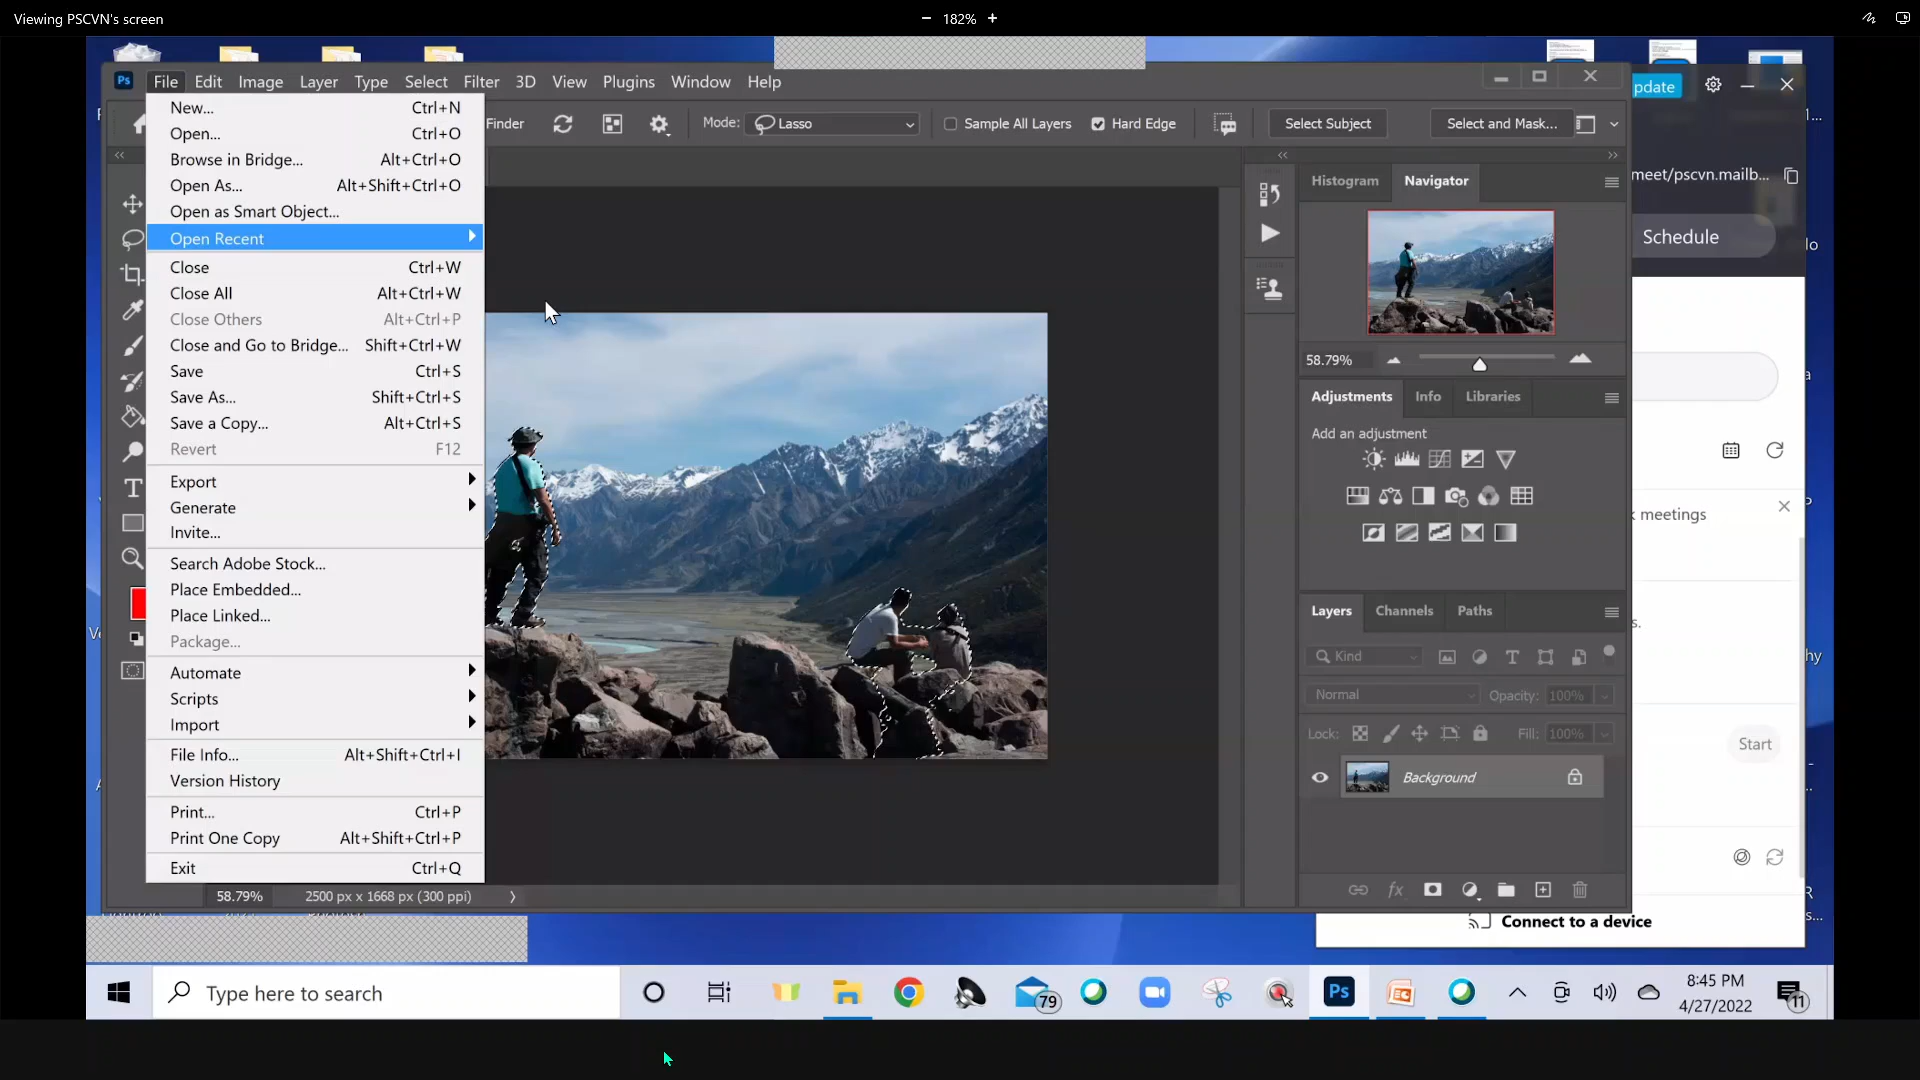 Viewing PSCVN's screen
182%
File Edit Image Layer Type Select Filter 3D View Plugins Window Help
pdate
Finder
Mode: Lasso
Sample All Layers
Hard Edge
Select Subject
Select and Mask...
New... Ctrl+N
Open... Ctrl+O
Browse in Bridge... Alt+Ctrl+O
Open As... Alt+Shift+Ctrl+O
Open as Smart Object...
Open Recent
Close Ctrl+W
Close All Alt+Ctrl+W
Close Others Alt+Ctrl+P
Close and Go to Bridge... Shift+Ctrl+W
Save Ctrl+S
Save As... Shift+Ctrl+S
Save a Copy... Alt+Ctrl+S
Revert F12
Export
Generate
Invite...
Search Adobe Stock...
Place Embedded...
Place Linked...
Package...
Automate
Scripts
Import
File Info... Alt+Shift+Ctrl+I
Version History
Print... Ctrl+P
Print One Copy Alt+Shift+Ctrl+P
Exit Ctrl+Q
58.79% 2500 px x 1668 px (300 ppi)
Histogram Navigator
58.79%
Adjustments Info Libraries
Add an adjustment
Layers Channels Paths
Kind
Normal Opacity: 100%
Lock: Fill: 100%
Background
meet/pscvn.mailb...
Schedule
meetings
Start
Connect to a device
Type here to search
79
Ps
8:45 PM
4/27/2022
11